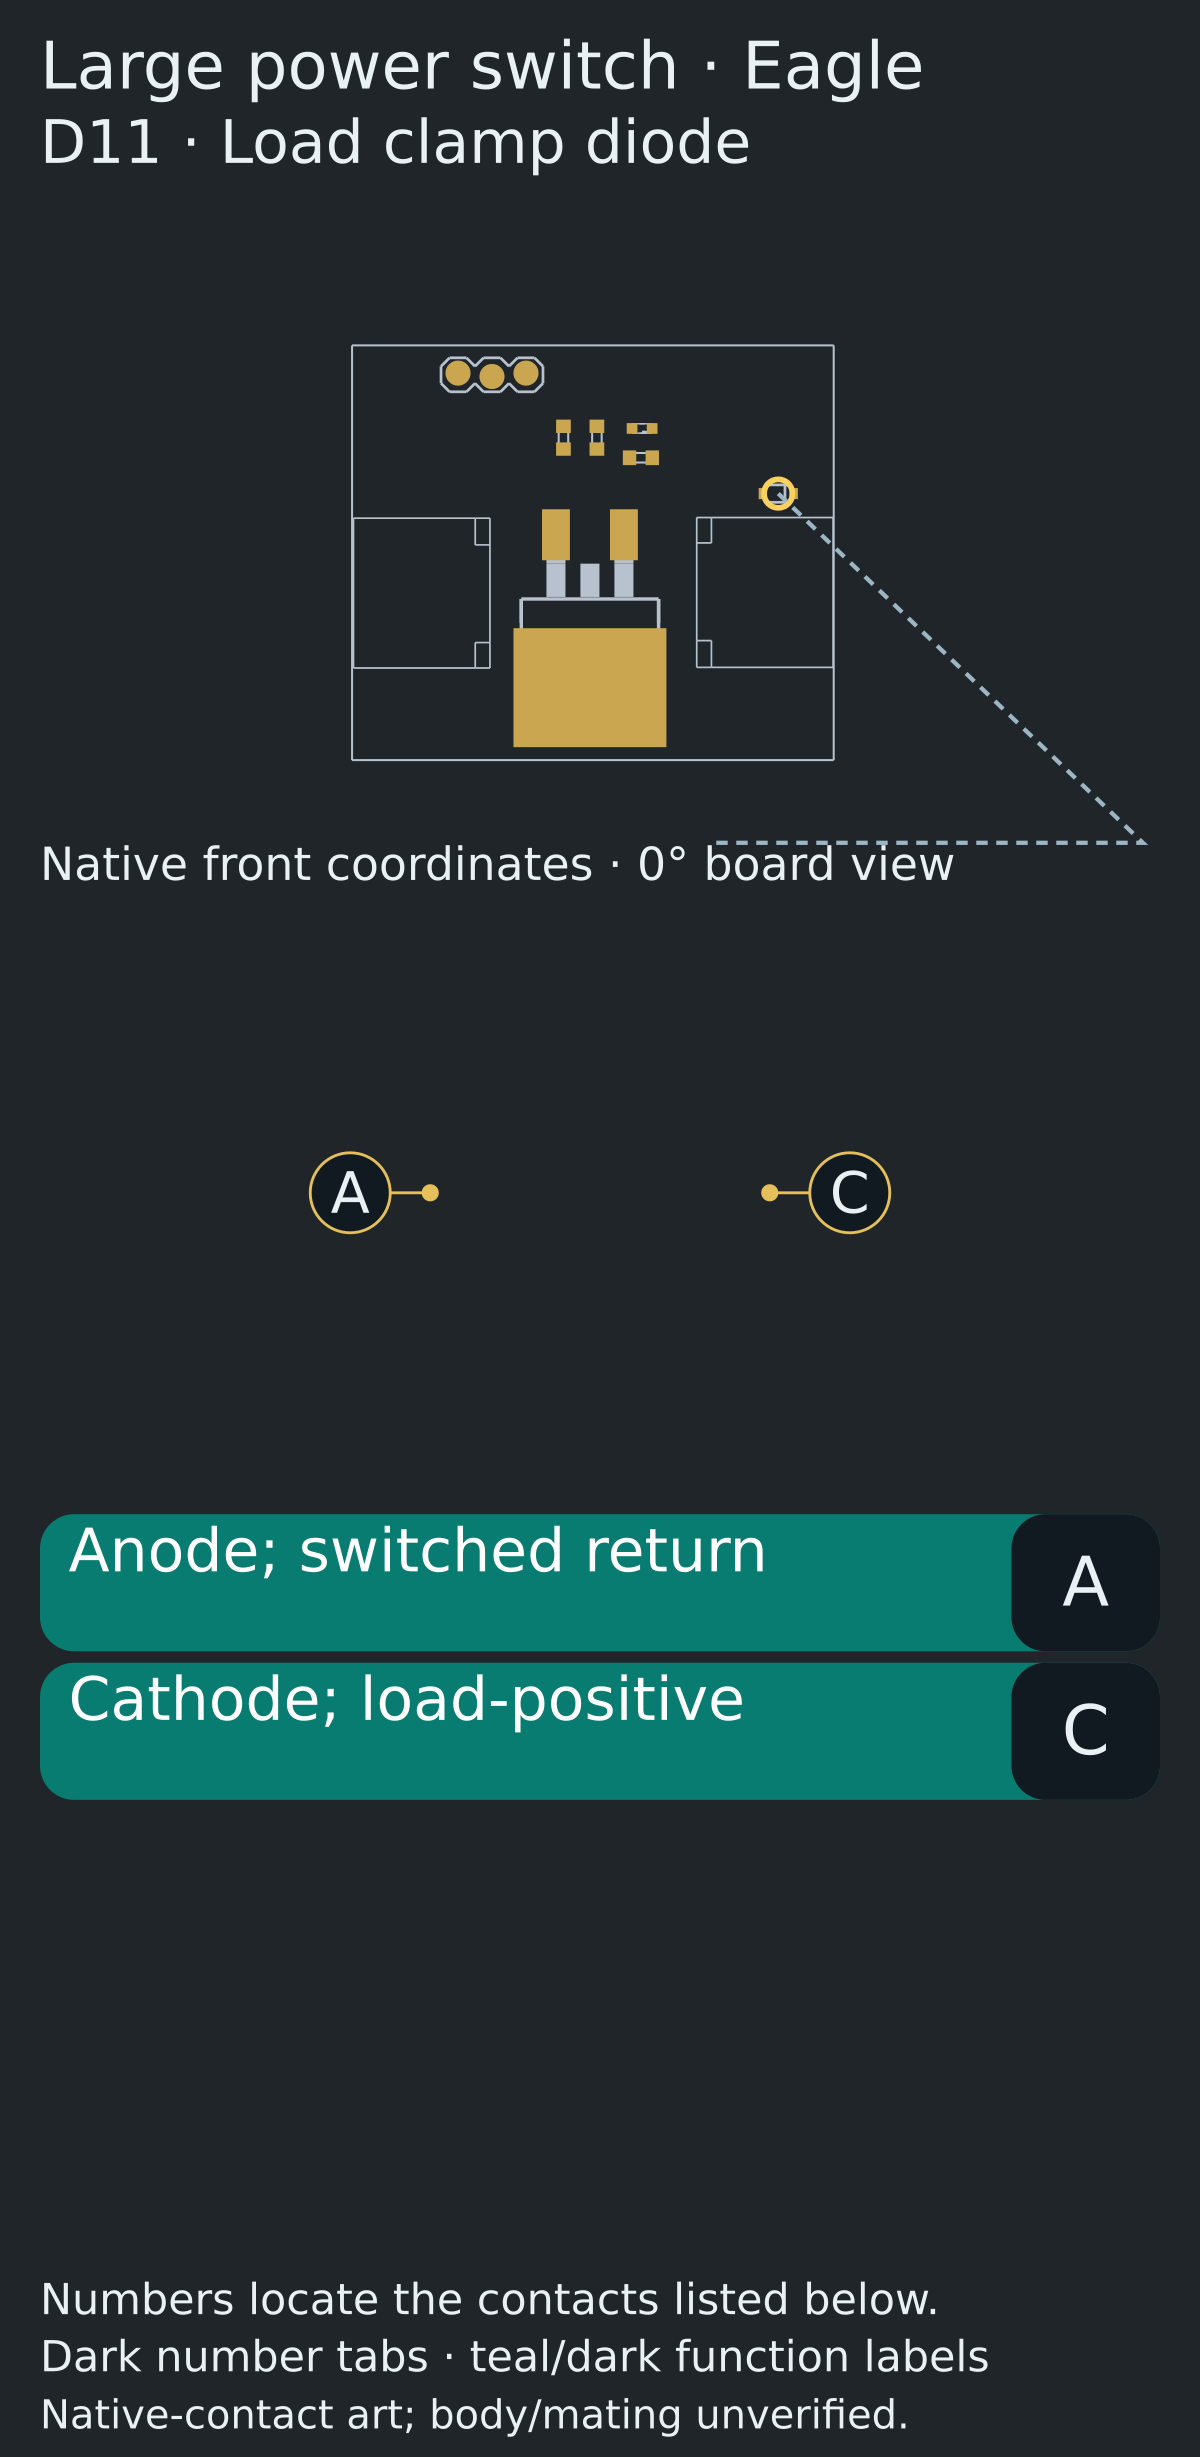 Large power switch · Eagle
D11 · Load clamp diode
Native front coordinates · 0° board view
A
C
Anode; switched return
A
Cathode; load-positive
C
Numbers locate the contacts listed below.
Dark number tabs · teal/dark function labels
Native-contact art; body/mating unverified.